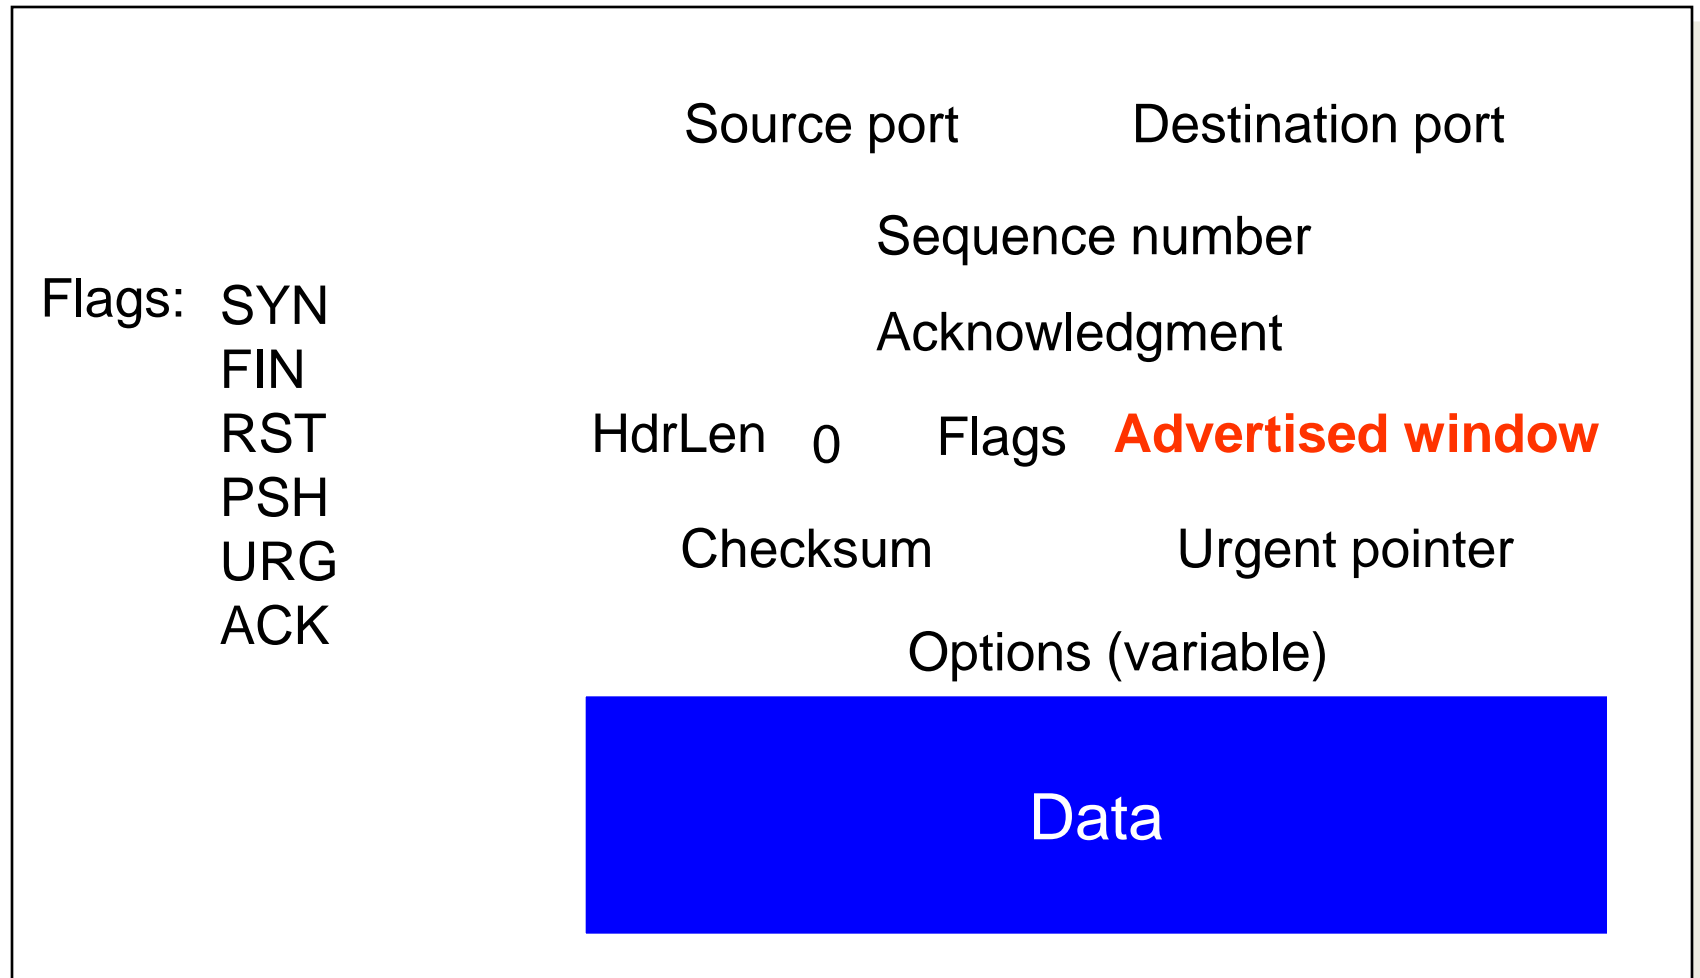 Source port Destination port
Sequence number
Flags: SYN
FIN
RST
PSH
URG
ACK
Acknowledgment
HdrLen 0 Flags Advertised window
Checksum Urgent pointer
Options (variable)
Data